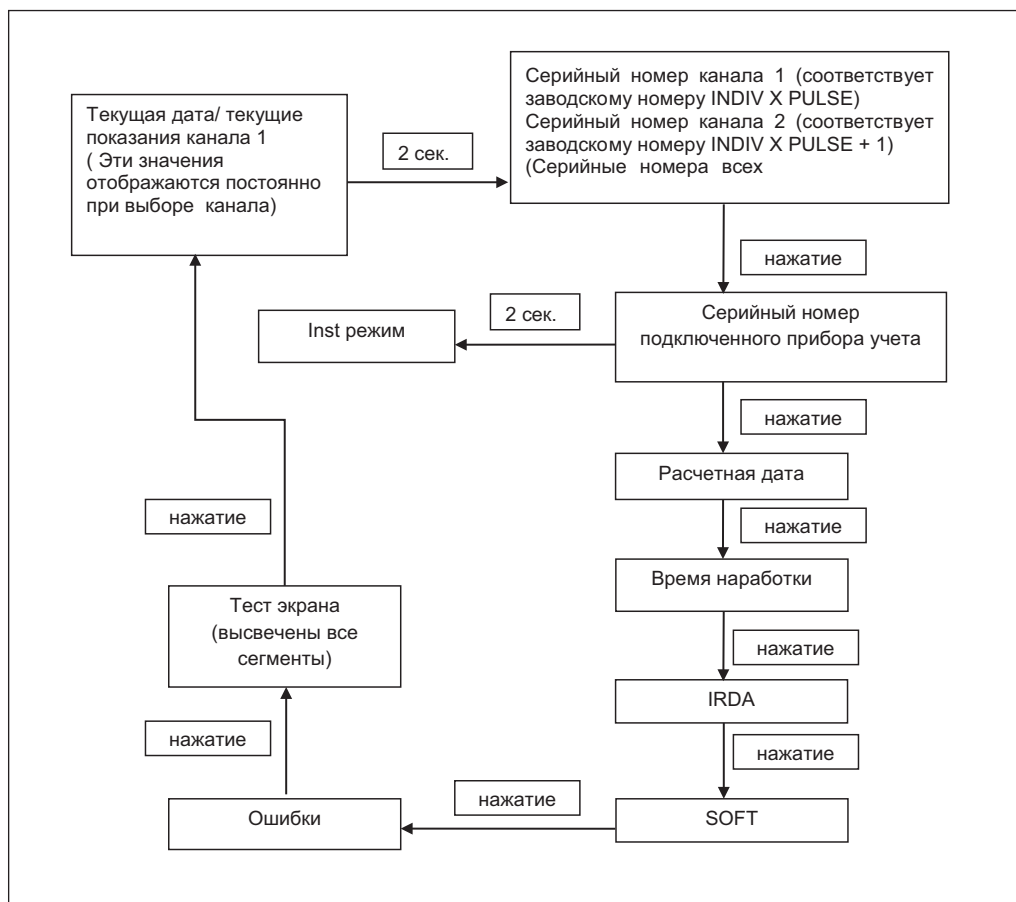 Текущая дата/ текущие
показания канала 1
( Эти значения
отображаются постоянно
при выборе канала)
2 сек.
Серийный номер канала 1 (соответствует
заводскому номеру INDIV X PULSE)
Серийный номер канала 2 (соответствует
заводскому номеру INDIV X PULSE + 1)
(Серийные номера всех
нажатие
Серийный номер
подключенного прибора учета
2 сек.
Inst режим
нажатие
Расчетная дата
нажатие
Время наработки
нажатие
IRDA
нажатие
SOFT
нажатие
Ошибки
нажатие
Тест экрана
(высвечены все
сегменты)
нажатие